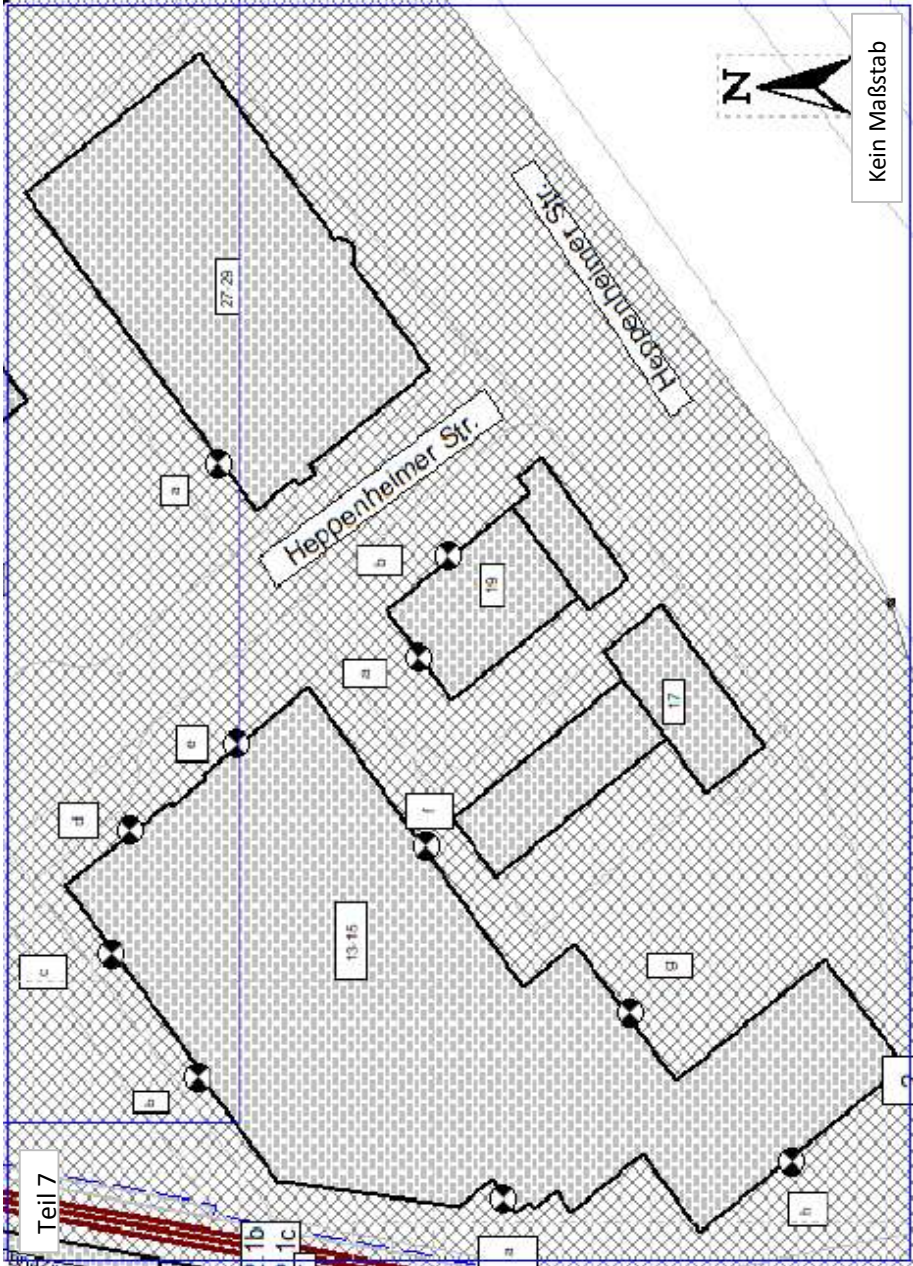 Teil 7
Kein Maßstab
N
Heppenheimer Str.
Heppenheimer Str.
27-29
a
b
19
a
17
e
d
f
c
13-15
g
b
a
h
1b
1c